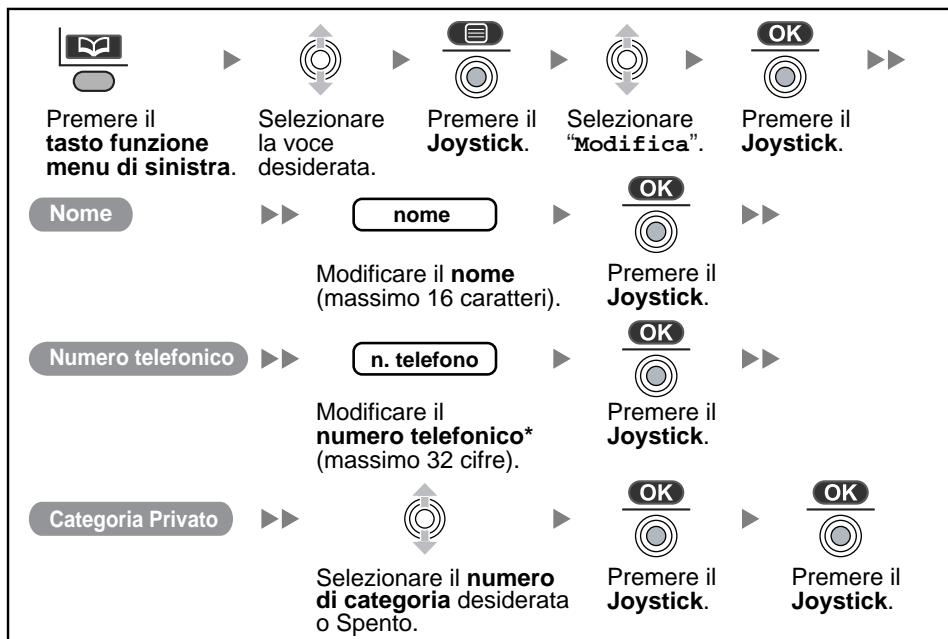 OK
Premere il
tasto funzione
menu di sinistra.
Selezionare
la voce
desiderata.
Premere il
Joystick.
Selezionare
“Modifica”.
Premere il
Joystick.
Nome
nome
OK
Modificare il nome
(massimo 16 caratteri).
Premere il
Joystick.
Numero telefonico
n. telefono
OK
Modificare il
numero telefonico*
(massimo 32 cifre).
Premere il
Joystick.
Categoria Privato
OK
OK
Selezionare il numero
di categoria desiderata
o Spento.
Premere il
Joystick.
Premere il
Joystick.